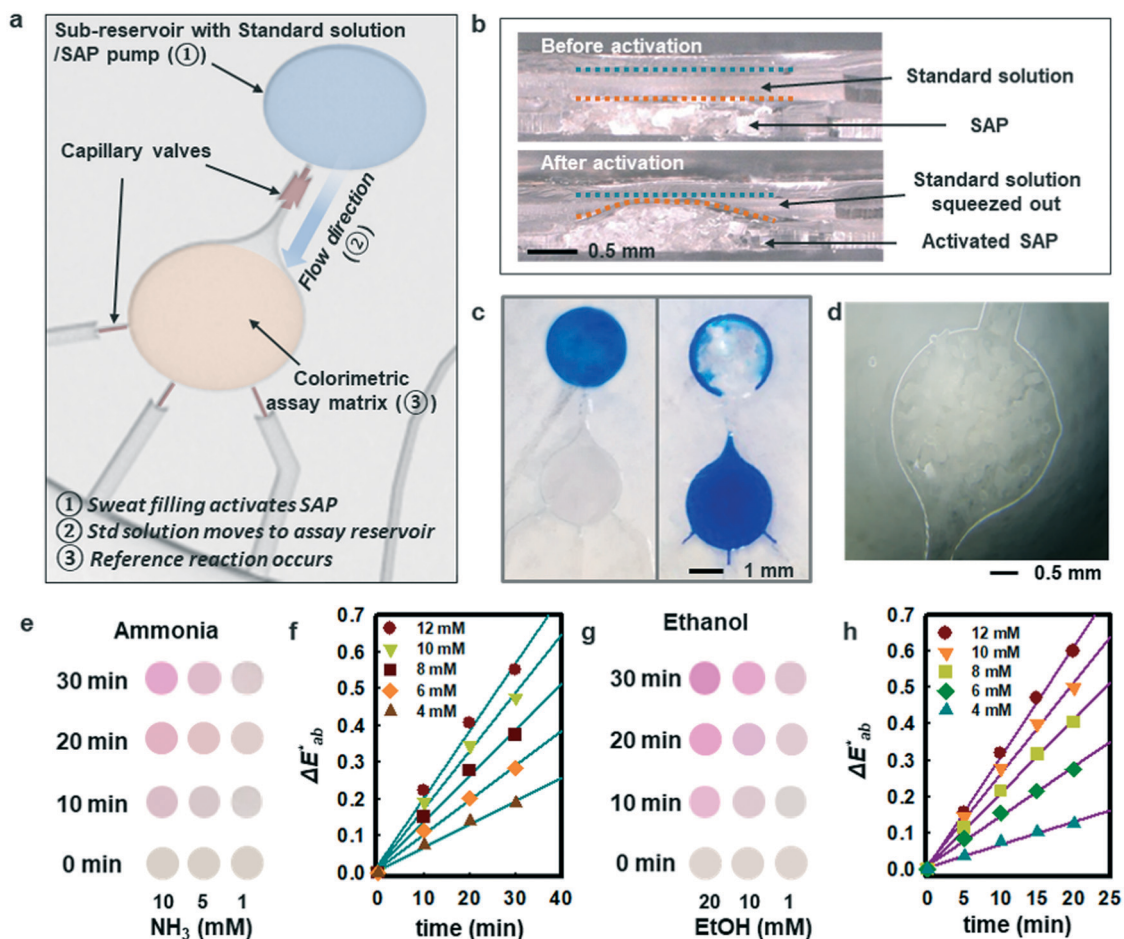 a
Sub-reservoir with Standard solution
/SAP pump (①)
Capillary valves
Flow direction
(②)
Colorimetric
assay matrix (③)
① Sweat filling activates SAP
② Std solution moves to assay reservoir
③ Reference reaction occurs
b
Before activation
Standard solution
SAP
After activation
Standard solution
squeezed out
Activated SAP
0.5 mm
c
1 mm
d
0.5 mm
e
Ammonia
30 min
20 min
10 min
0 min
10 5 1
NH3 (mM)
f
0.7
0.6
0.5
0.4
0.3
0.2
0.1
0.0
ΔE*ab
12 mM
10 mM
8 mM
6 mM
4 mM
0 10 20 30 40
time (min)
g
Ethanol
30 min
20 min
10 min
0 min
20 10 1
EtOH (mM)
h
0.7
0.6
0.5
0.4
0.3
0.2
0.1
0.0
ΔE*ab
12 mM
10 mM
8 mM
6 mM
4 mM
0 5 10 15 20 25
time (min)